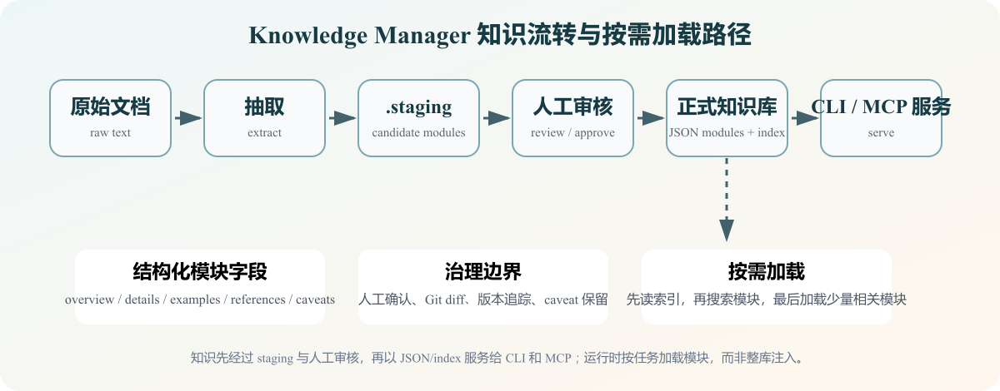 Knowledge Manager 知识流转与按需加载路径
原始文档
raw text
抽取
extract
.staging
candidate modules
人工审核
review / approve
正式知识库
JSON modules + index
CLI / MCP 服务
serve
结构化模块字段
overview / details / examples / references / caveats
治理边界
人工确认、Git diff、版本追踪、caveat 保留
按需加载
先读索引，再搜索模块，最后加载少量相关模块
知识先经过 staging 与人工审核，再以 JSON/index 服务给 CLI 和 MCP；运行时按任务加载模块，而非整库注入。